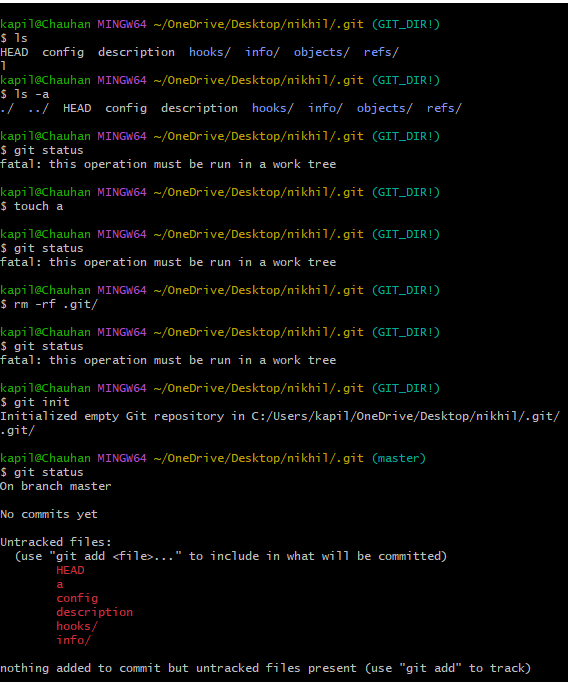 kapil@Chauhan MINGW64 ~/OneDrive/Desktop/nikhil/.git (GIT_DIR!)
$ ls
HEAD  config  description  hooks/  info/  objects/  refs/
l
kapil@Chauhan MINGW64 ~/OneDrive/Desktop/nikhil/.git (GIT_DIR!)
$ ls -a
./  ../  HEAD  config  description  hooks/  info/  objects/  refs/
kapil@Chauhan MINGW64 ~/OneDrive/Desktop/nikhil/.git (GIT_DIR!)
$ git status
fatal: this operation must be run in a work tree
kapil@Chauhan MINGW64 ~/OneDrive/Desktop/nikhil/.git (GIT_DIR!)
$ touch a
kapil@Chauhan MINGW64 ~/OneDrive/Desktop/nikhil/.git (GIT_DIR!)
$ git status
fatal: this operation must be run in a work tree
kapil@Chauhan MINGW64 ~/OneDrive/Desktop/nikhil/.git (GIT_DIR!)
$ rm -rf .git/
kapil@Chauhan MINGW64 ~/OneDrive/Desktop/nikhil/.git (GIT_DIR!)
$ git status
fatal: this operation must be run in a work tree
kapil@Chauhan MINGW64 ~/OneDrive/Desktop/nikhil/.git (GIT_DIR!)
$ git init
Initialized empty Git repository in C:/Users/kapil/OneDrive/Desktop/nikhil/.git/
.git/
kapil@Chauhan MINGW64 ~/OneDrive/Desktop/nikhil/.git (master)
$ git status
On branch master
No commits yet
Untracked files:
  (use "git add <file>..." to include in what will be committed)
        HEAD
        a
        config
        description
        hooks/
        info/
nothing added to commit but untracked files present (use "git add" to track)